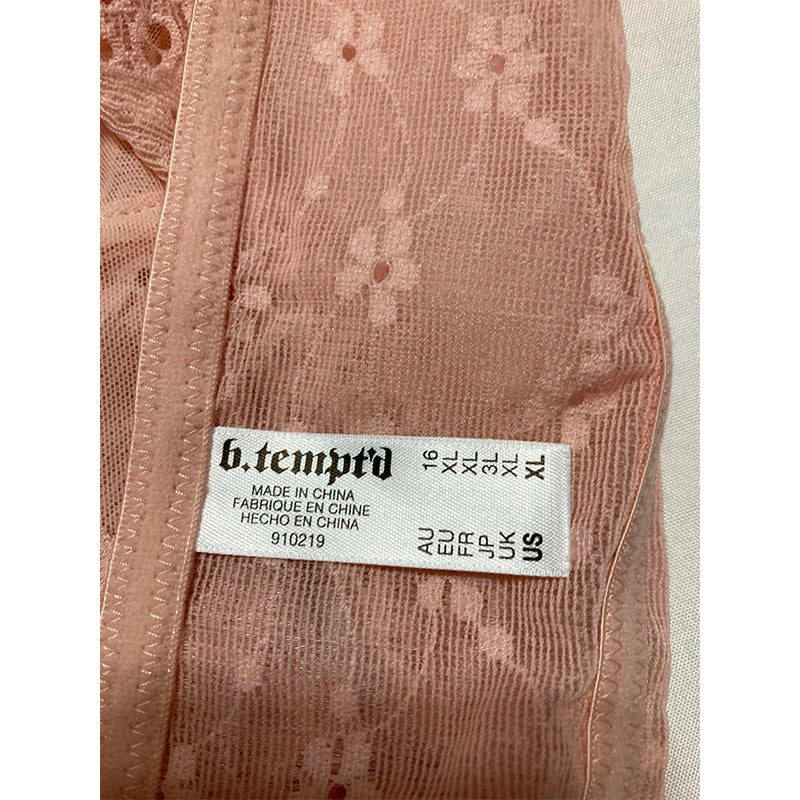 b.tempt'd
MADE IN CHINA
FABRIQUE EN CHINE
HECHO EN CHINA
910219
AU 16
EU XL
FR XL
JP 3L
UK XL
US XL